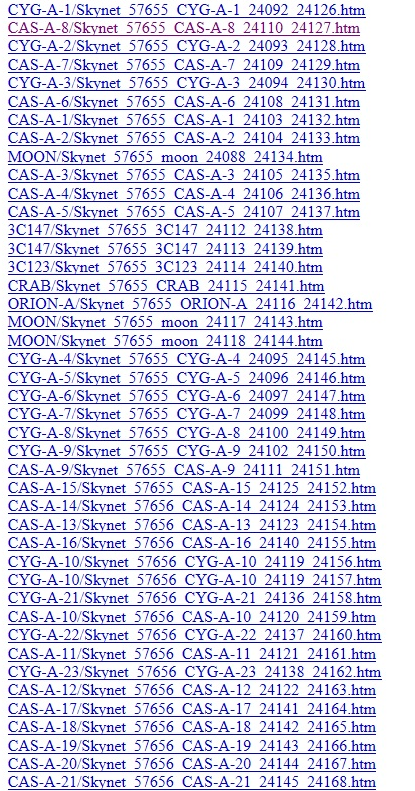 CYG-A-1/Skynet_57655_CYG-A-1_24092_24126.htm
CAS-A-8/Skynet_57655_CAS-A-8_24110_24127.htm
CYG-A-2/Skynet_57655_CYG-A-2_24093_24128.htm
CAS-A-7/Skynet_57655_CAS-A-7_24109_24129.htm
CYG-A-3/Skynet_57655_CYG-A-3_24094_24130.htm
CAS-A-6/Skynet_57655_CAS-A-6_24108_24131.htm
CAS-A-1/Skynet_57655_CAS-A-1_24103_24132.htm
CAS-A-2/Skynet_57655_CAS-A-2_24104_24133.htm
MOON/Skynet_57655_moon_24088_24134.htm
CAS-A-3/Skynet_57655_CAS-A-3_24105_24135.htm
CAS-A-4/Skynet_57655_CAS-A-4_24106_24136.htm
CAS-A-5/Skynet_57655_CAS-A-5_24107_24137.htm
3C147/Skynet_57655_3C147_24112_24138.htm
3C147/Skynet_57655_3C147_24113_24139.htm
3C123/Skynet_57655_3C123_24114_24140.htm
CRAB/Skynet_57655_CRAB_24115_24141.htm
ORION-A/Skynet_57655_ORION-A_24116_24142.htm
MOON/Skynet_57655_moon_24117_24143.htm
MOON/Skynet_57655_moon_24118_24144.htm
CYG-A-4/Skynet_57655_CYG-A-4_24095_24145.htm
CYG-A-5/Skynet_57655_CYG-A-5_24096_24146.htm
CYG-A-6/Skynet_57655_CYG-A-6_24097_24147.htm
CYG-A-7/Skynet_57655_CYG-A-7_24099_24148.htm
CYG-A-8/Skynet_57655_CYG-A-8_24100_24149.htm
CYG-A-9/Skynet_57655_CYG-A-9_24102_24150.htm
CAS-A-9/Skynet_57655_CAS-A-9_24111_24151.htm
CAS-A-15/Skynet_57655_CAS-A-15_24125_24152.htm
CAS-A-14/Skynet_57656_CAS-A-14_24124_24153.htm
CAS-A-13/Skynet_57656_CAS-A-13_24123_24154.htm
CAS-A-16/Skynet_57656_CAS-A-16_24140_24155.htm
CYG-A-10/Skynet_57656_CYG-A-10_24119_24156.htm
CYG-A-10/Skynet_57656_CYG-A-10_24119_24157.htm
CYG-A-21/Skynet_57656_CYG-A-21_24136_24158.htm
CAS-A-10/Skynet_57656_CAS-A-10_24120_24159.htm
CYG-A-22/Skynet_57656_CYG-A-22_24137_24160.htm
CAS-A-11/Skynet_57656_CAS-A-11_24121_24161.htm
CYG-A-23/Skynet_57656_CYG-A-23_24138_24162.htm
CAS-A-12/Skynet_57656_CAS-A-12_24122_24163.htm
CAS-A-17/Skynet_57656_CAS-A-17_24141_24164.htm
CAS-A-18/Skynet_57656_CAS-A-18_24142_24165.htm
CAS-A-19/Skynet_57656_CAS-A-19_24143_24166.htm
CAS-A-20/Skynet_57656_CAS-A-20_24144_24167.htm
CAS-A-21/Skynet_57656_CAS-A-21_24145_24168.htm